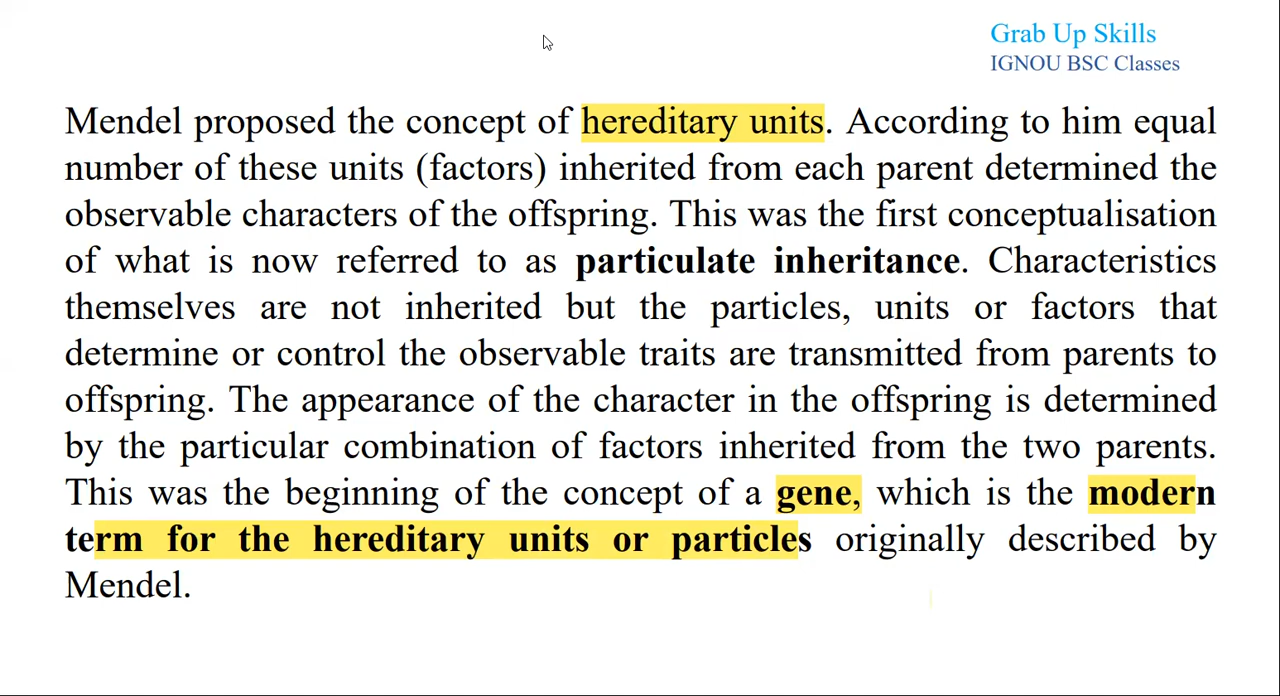 Grab Up Skills
IGNOU BSC Classes
Mendel proposed the concept of hereditary units. According to him equal
number of these units (factors) inherited from each parent determined the
observable characters of the offspring. This was the first conceptualisation
of what is now referred to as particulate inheritance. Characteristics
themselves are not inherited but the particles, units or factors that
determine or control the observable traits are transmitted from parents to
offspring. The appearance of the character in the offspring is determined
by the particular combination of factors inherited from the two parents.
This was the beginning of the concept of a gene, which is the modern
term for the hereditary units or particles originally described by
Mendel.